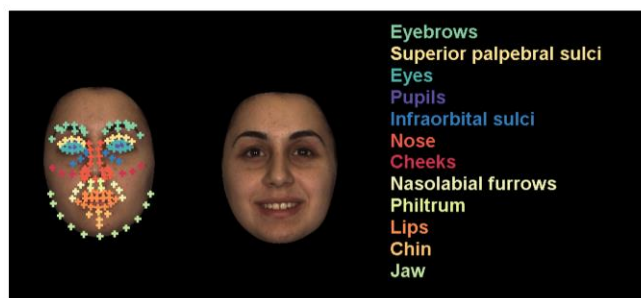 Eyebrows
Superior palpebral sulci
Eyes
Pupils
Infraorbital sulci
Nose
Cheeks
Nasolabial furrows
Philtrum
Lips
Chin
Jaw